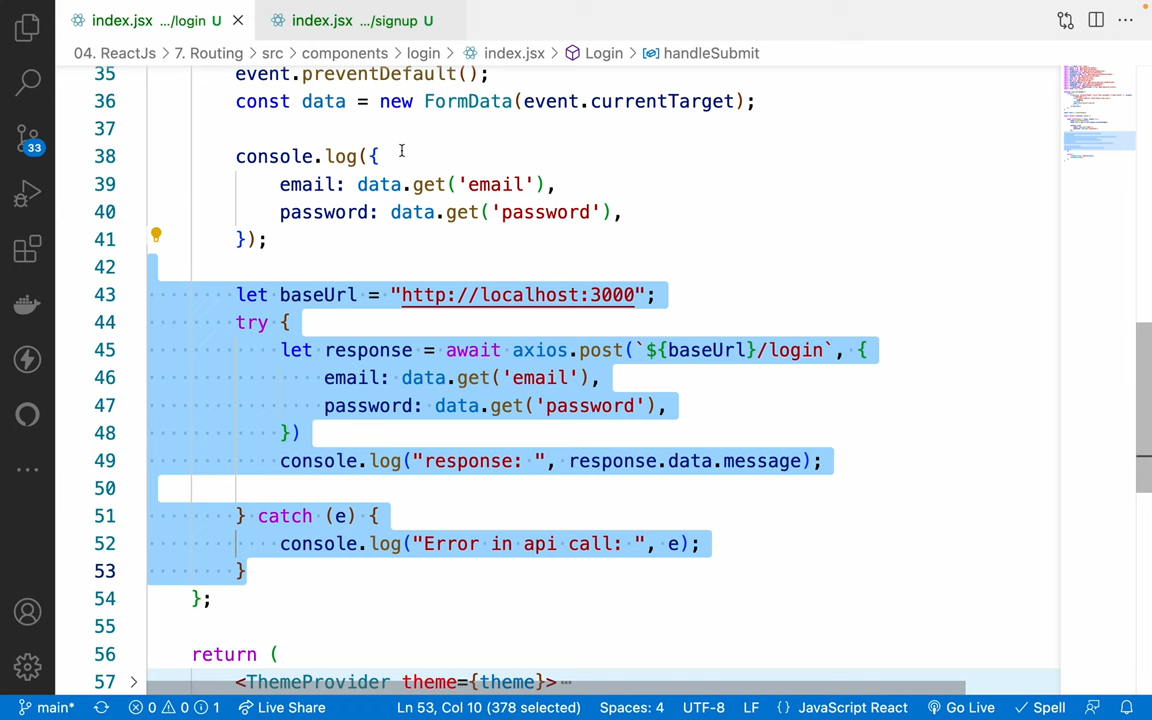 index.jsx .../login U
index.jsx .../signup U
04. ReactJs > 7. Routing > src > components > login > index.jsx > Login > handleSubmit
35 event.preventDefault();
36 const data = new FormData(event.currentTarget);
37
38 console.log({
39 email: data.get('email'),
40 password: data.get('password'),
41 });
42
43 let baseUrl = "http://localhost:3000";
44 try {
45 let response = await axios.post(`${baseUrl}/login`, {
46 email: data.get('email'),
47 password: data.get('password'),
48 })
49 console.log("response: ", response.data.message);
50
51 } catch (e) {
52 console.log("Error in api call: ", e);
53 }
54 };
55
56 return (
57 <ThemeProvider theme={theme}>
33
main* 0 0 1 Live Share Ln 53, Col 10 (378 selected) Spaces: 4 UTF-8 LF {} JavaScript React Go Live Spell